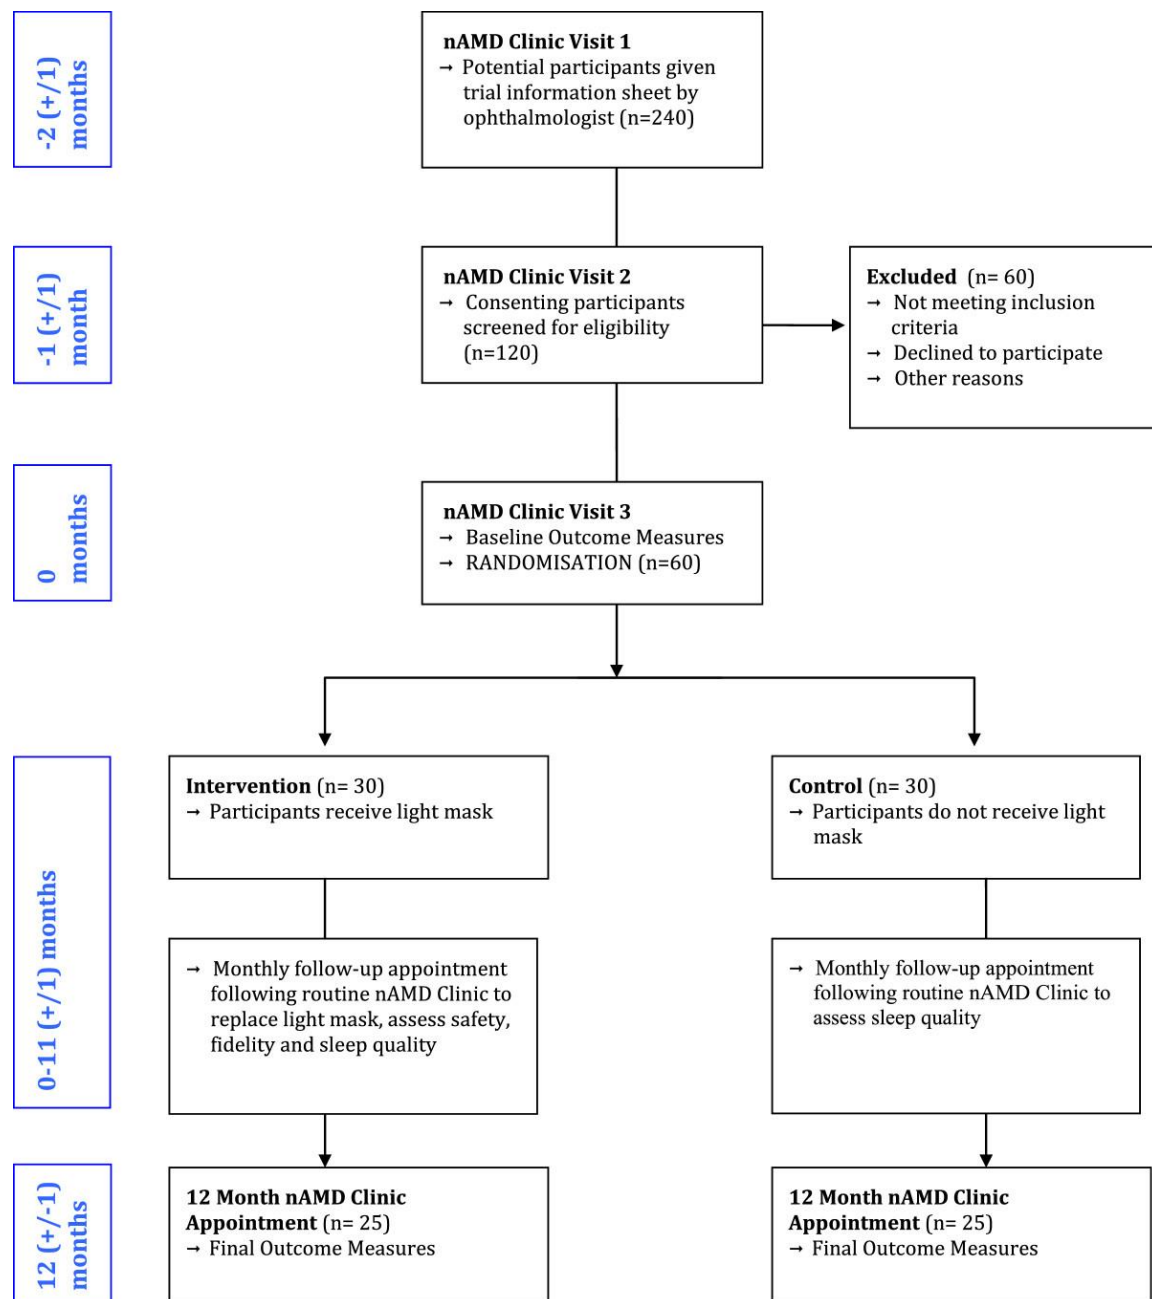 -2 (+/1)
months
nAMD Clinic Visit 1
→ Potential participants given
trial information sheet by
ophthalmologist (n=240)
-1 (+/1)
month
nAMD Clinic Visit 2
→ Consenting participants
screened for eligibility
(n=120)
Excluded (n= 60)
→ Not meeting inclusion
criteria
→ Declined to participate
→ Other reasons
0
months
nAMD Clinic Visit 3
→ Baseline Outcome Measures
→ RANDOMISATION (n=60)
0-11 (+/1) months
Intervention (n= 30)
→ Participants receive light mask
Control (n= 30)
→ Participants do not receive light
mask
→ Monthly follow-up appointment
following routine nAMD Clinic to
replace light mask, assess safety,
fidelity and sleep quality
→ Monthly follow-up appointment
following routine nAMD Clinic to
assess sleep quality
12 (+/-1)
months
12 Month nAMD Clinic
Appointment (n= 25)
→ Final Outcome Measures
12 Month nAMD Clinic
Appointment (n= 25)
→ Final Outcome Measures